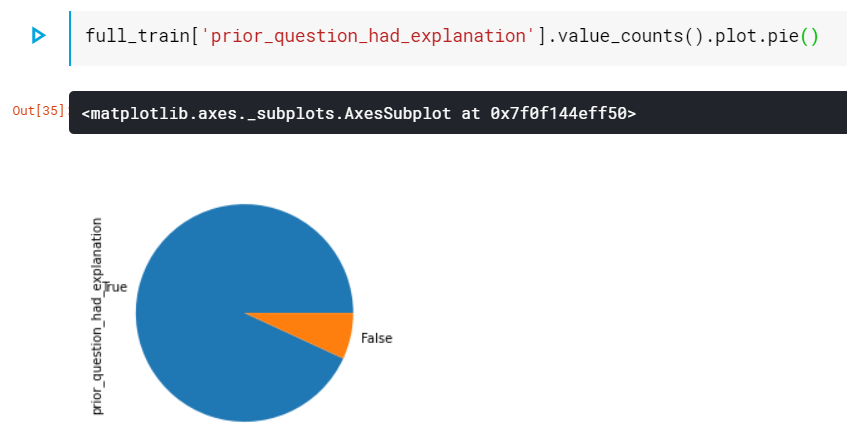 full_train['prior_question_had_explanation'].value_counts().plot.pie()
Out[35]:
<matplotlib.axes._subplots.AxesSubplot at 0x7f0f144eff50>
prior_question_had_explanation
True
False